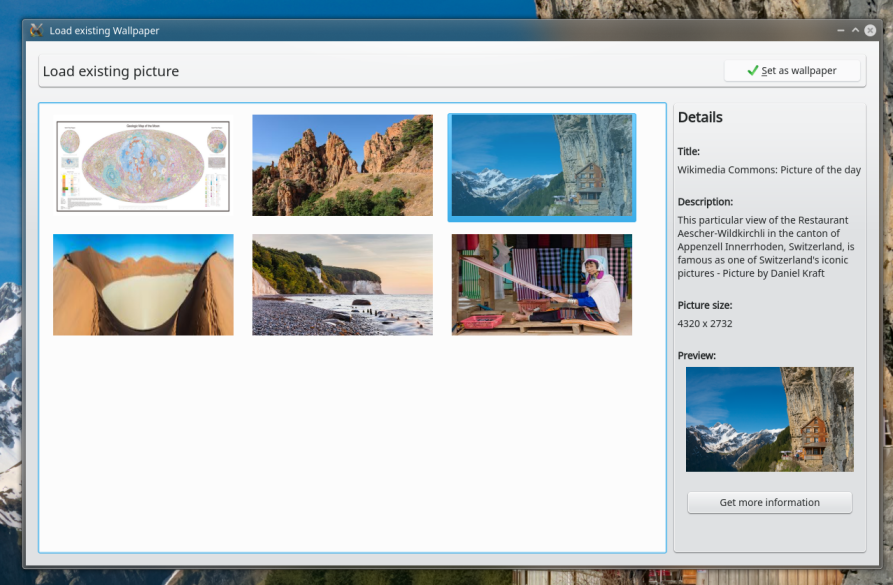 Load existing Wallpaper
Load existing picture
Set as wallpaper
Details
Title:
Wikimedia Commons: Picture of the day
Description:
This particular view of the Restaurant
Aescher-Wildkirchli in the canton of
Appenzell Innerrhoden, Switzerland, is
famous as one of Switzerland's iconic
pictures - Picture by Daniel Kraft
Picture size:
4320 x 2732
Preview:
Get more information